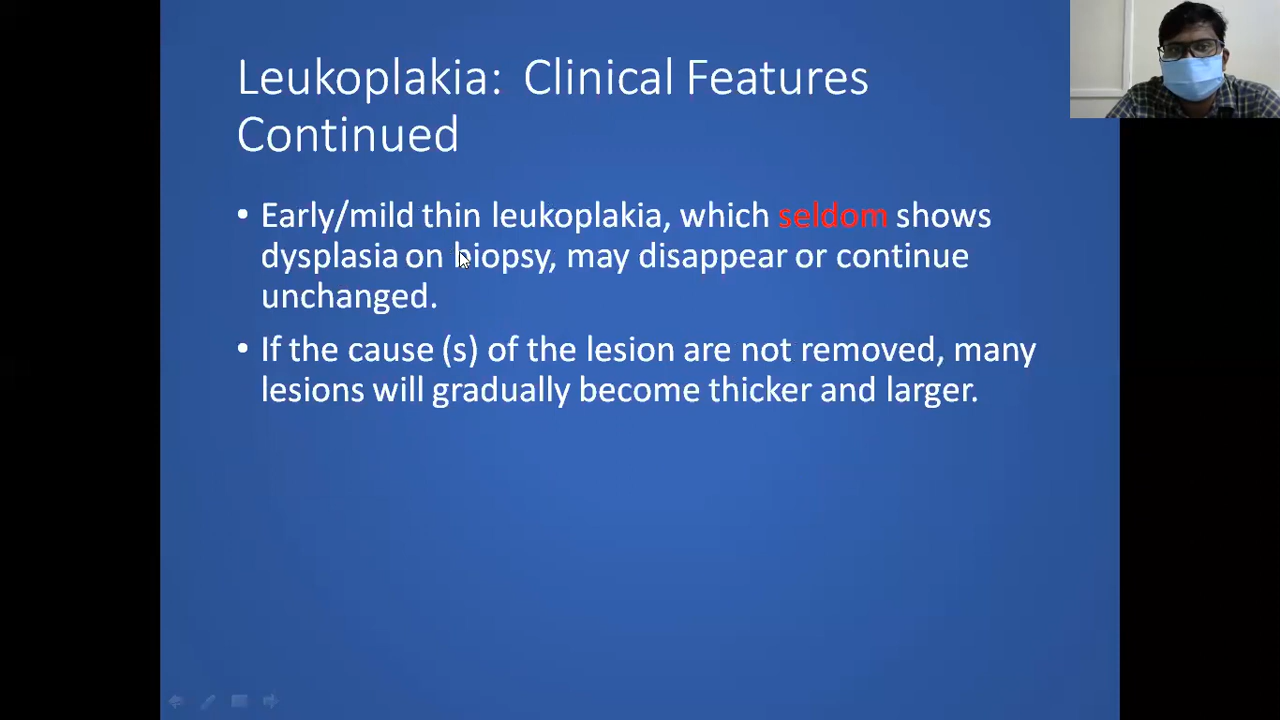 Leukoplakia: Clinical Features
Continued
• Early/mild thin leukoplakia, which seldom shows
dysplasia on biopsy, may disappear or continue
unchanged.
• If the cause (s) of the lesion are not removed, many
lesions will gradually become thicker and larger.